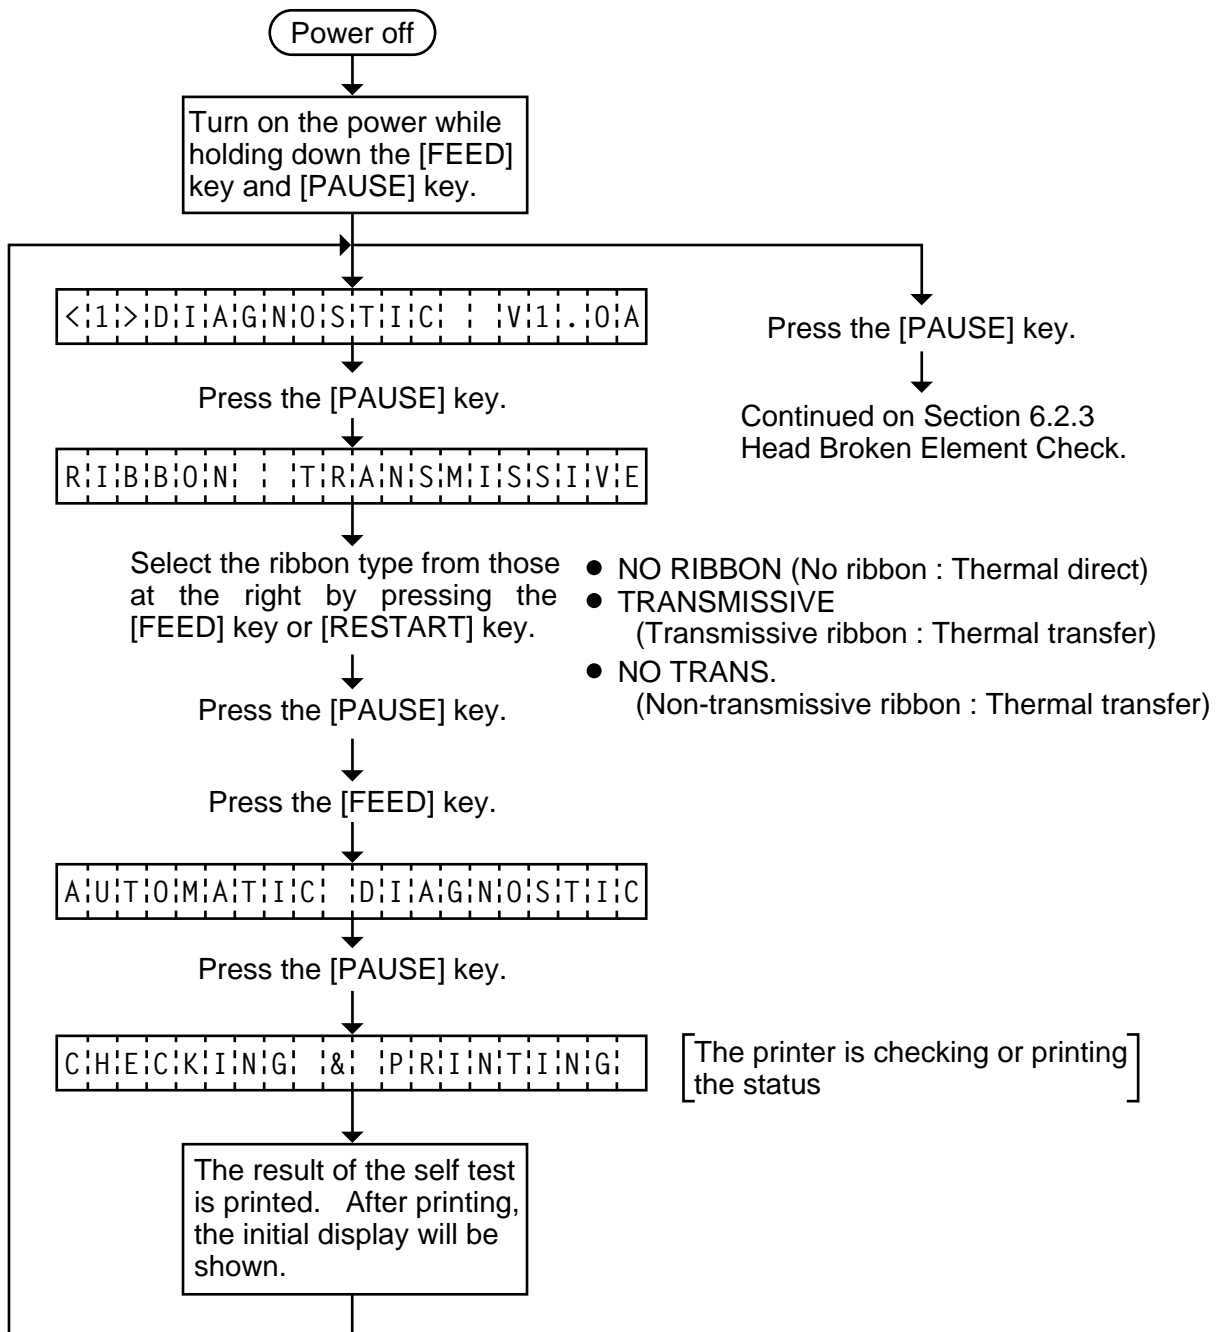 Power off
Turn on the power while
holding down the [FEED]
key and [PAUSE] key.
<1>DIAGNOSTIC  V1.0A
Press the [PAUSE] key.
Press the [PAUSE] key.
Continued on Section 6.2.3
Head Broken Element Check.
RIBBON  TRANSMISSIVE
Select the ribbon type from those
at the right by pressing the
[FEED] key or [RESTART] key.
● NO RIBBON (No ribbon : Thermal direct)
● TRANSMISSIVE
(Transmissive ribbon : Thermal transfer)
● NO TRANS.
(Non-transmissive ribbon : Thermal transfer)
Press the [PAUSE] key.
Press the [FEED] key.
AUTOMATIC DIAGNOSTIC
Press the [PAUSE] key.
CHECKING & PRINTING
The printer is checking or printing
the status
The result of the self test
is printed. After printing,
the initial display will be
shown.